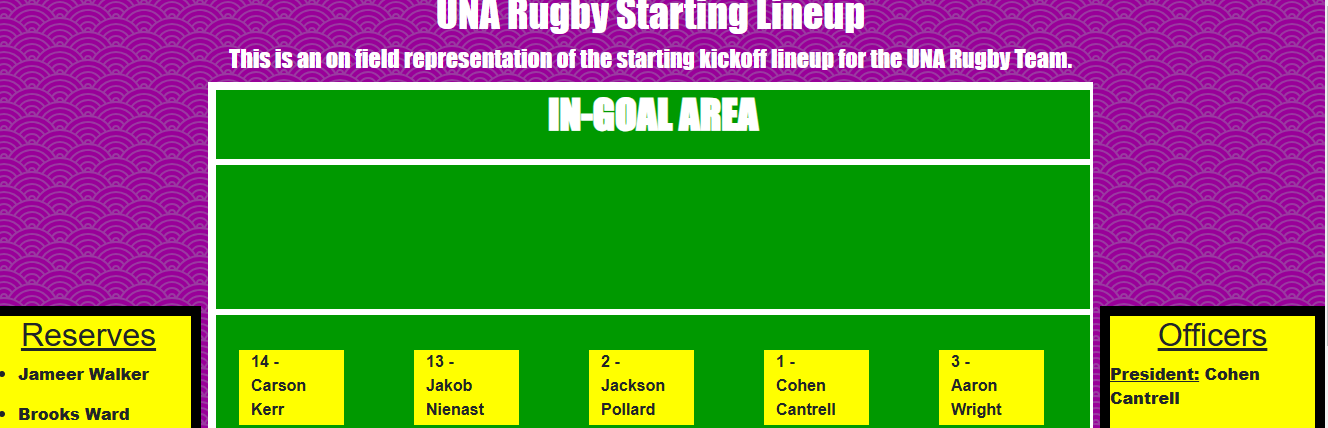 UNA Rugby Starting Lineup
This is an on field representation of the starting kickoff lineup for the UNA Rugby Team.
IN-GOAL AREA
Reserves
Jameer Walker
Brooks Ward
14 -
Carson
Kerr
13 -
Jakob
Nienast
2 -
Jackson
Pollard
1 -
Cohen
Cantrell
3 -
Aaron
Wright
Officers
President: Cohen
Cantrell